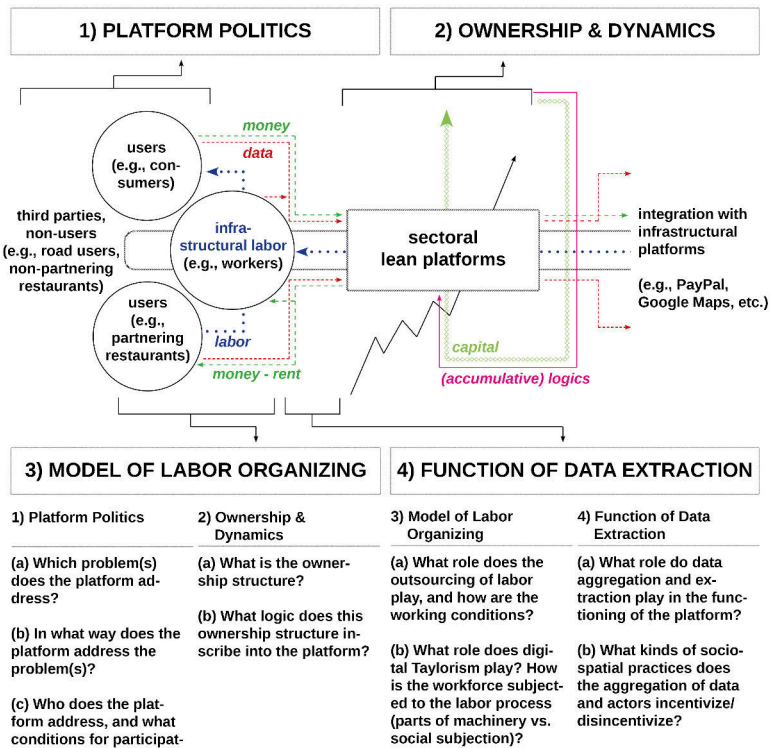 1) PLATFORM POLITICS
2) OWNERSHIP & DYNAMICS
users
(e.g., con-
sumers)
money
data
third parties,
non-users
(e.g., road users,
non-partnering
restaurants)
infra-
structural labor
(e.g., workers)
sectoral
lean platforms
integration with
infrastructural
platforms
(e.g., PayPal,
Google Maps, etc.)
users
(e.g.,
partnering
restaurants)
labor
money - rent
capital
(accumulative) logics
3) MODEL OF LABOR ORGANIZING
4) FUNCTION OF DATA EXTRACTION
1) Platform Politics
(a) Which problem(s)
does the platform ad-
dress?
(b) In what way does the
platform address the
problem(s)?
(c) Who does the plat-
form address, and what
conditions for participat-
2) Ownership &
Dynamics
(a) What is the owner-
ship structure?
(b) What logic does this
ownership structure in-
scribe into the platform?
3) Model of Labor
Organizing
(a) What role does the
outsourcing of labor
play, and how are the
working conditions?
(b) What role does digi-
tal Taylorism play? How
is the workforce subject-
ed to the labor process
(parts of machinery vs.
social subjection)?
4) Function of Data
Extraction
(a) What role do data
aggregation and ex-
traction play in the func-
tioning of the platform?
(b) What kinds of socio-
spatial practices does
the aggregation of data
and actors incentivize/
disincentivize?